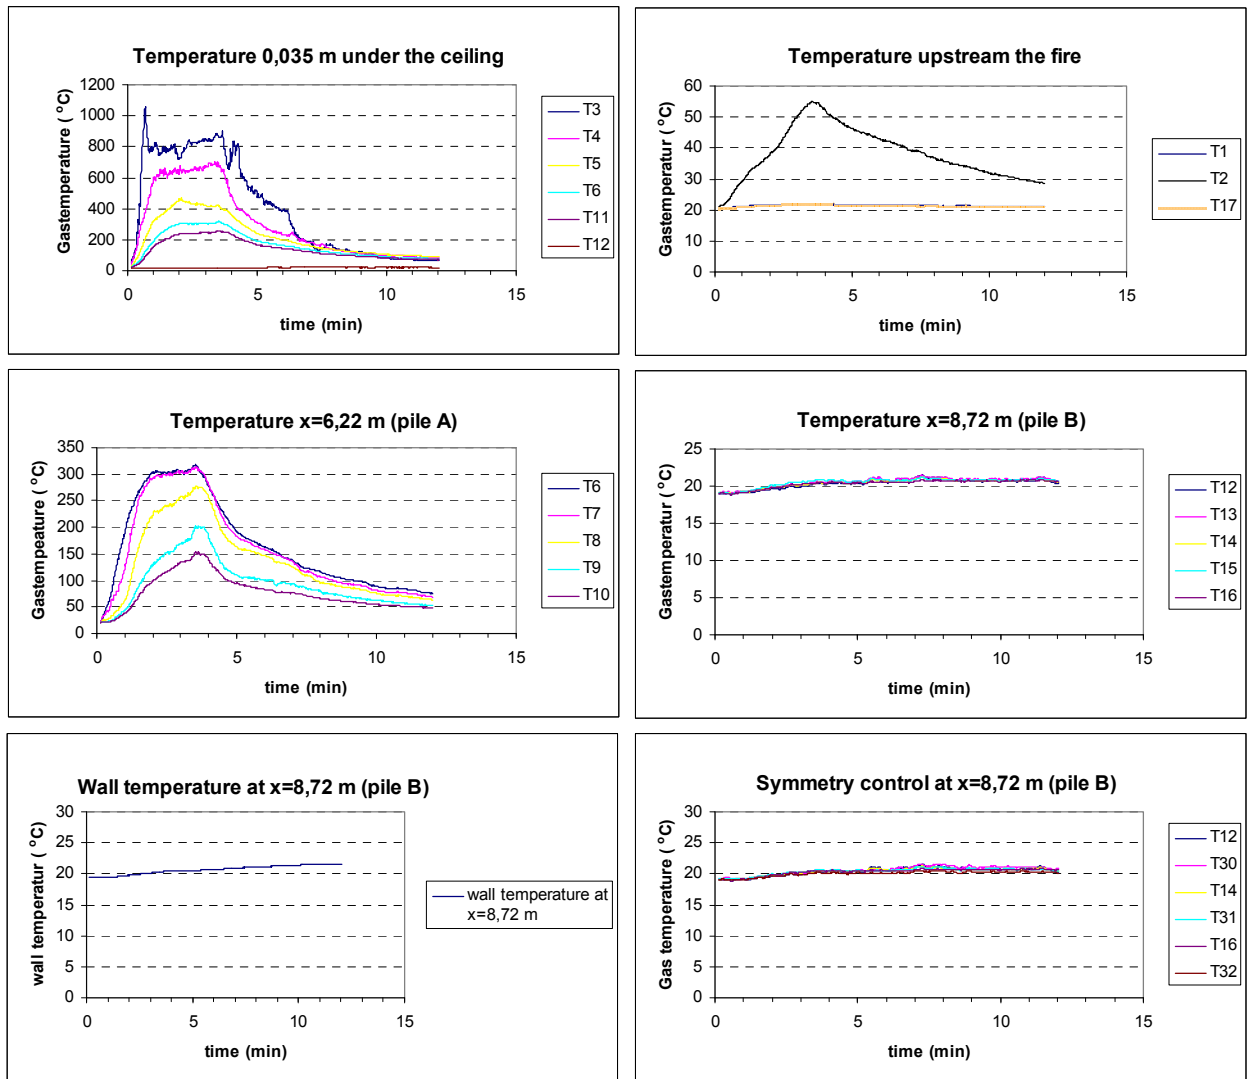 Temperature 0,035 m under the ceiling
Gastemperature ( °C)
1200
1000
800
600
400
200
0
0 5 10 15
time (min)
T3
T4
T5
T6
T11
T12
Temperature upstream the fire
Gastemperatur ( °C)
60
50
40
30
20
10
0
0 5 10 15
time (min)
T1
T2
T17
Temperature x=6,22 m (pile A)
Gastempeature ( °C)
350
300
250
200
150
100
50
0
0 5 10 15
time (min)
T6
T7
T8
T9
T10
Temperature x=8,72 m (pile B)
Gastemperatur ( °C)
25
20
15
10
5
0
0 5 10 15
time (min)
T12
T13
T14
T15
T16
Wall temperature at x=8,72 m (pile B)
wall temperatur ( °C)
30
25
20
15
10
5
0
0 5 10 15
time (min)
wall temperature at
x=8,72 m
Symmetry control at x=8,72 m (pile B)
Gas temperature ( °C)
30
25
20
15
10
5
0
0 5 10 15
time (min)
T12
T30
T14
T31
T16
T32